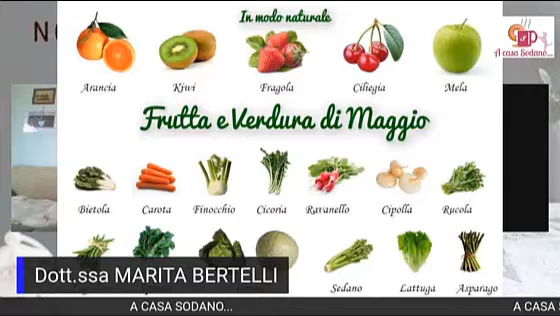 In modo naturale
A casa Sodano...
Arancia Kiwi Fragola Ciliegia Mela
Frutta e Verdura di Maggio
Bietola Carota Finocchio Cicoria Ravanello Cipolla Rucola
Sedano Lattuga Asparago
Dott.ssa MARITA BERTELLI
A CASA SODANO... A CASA